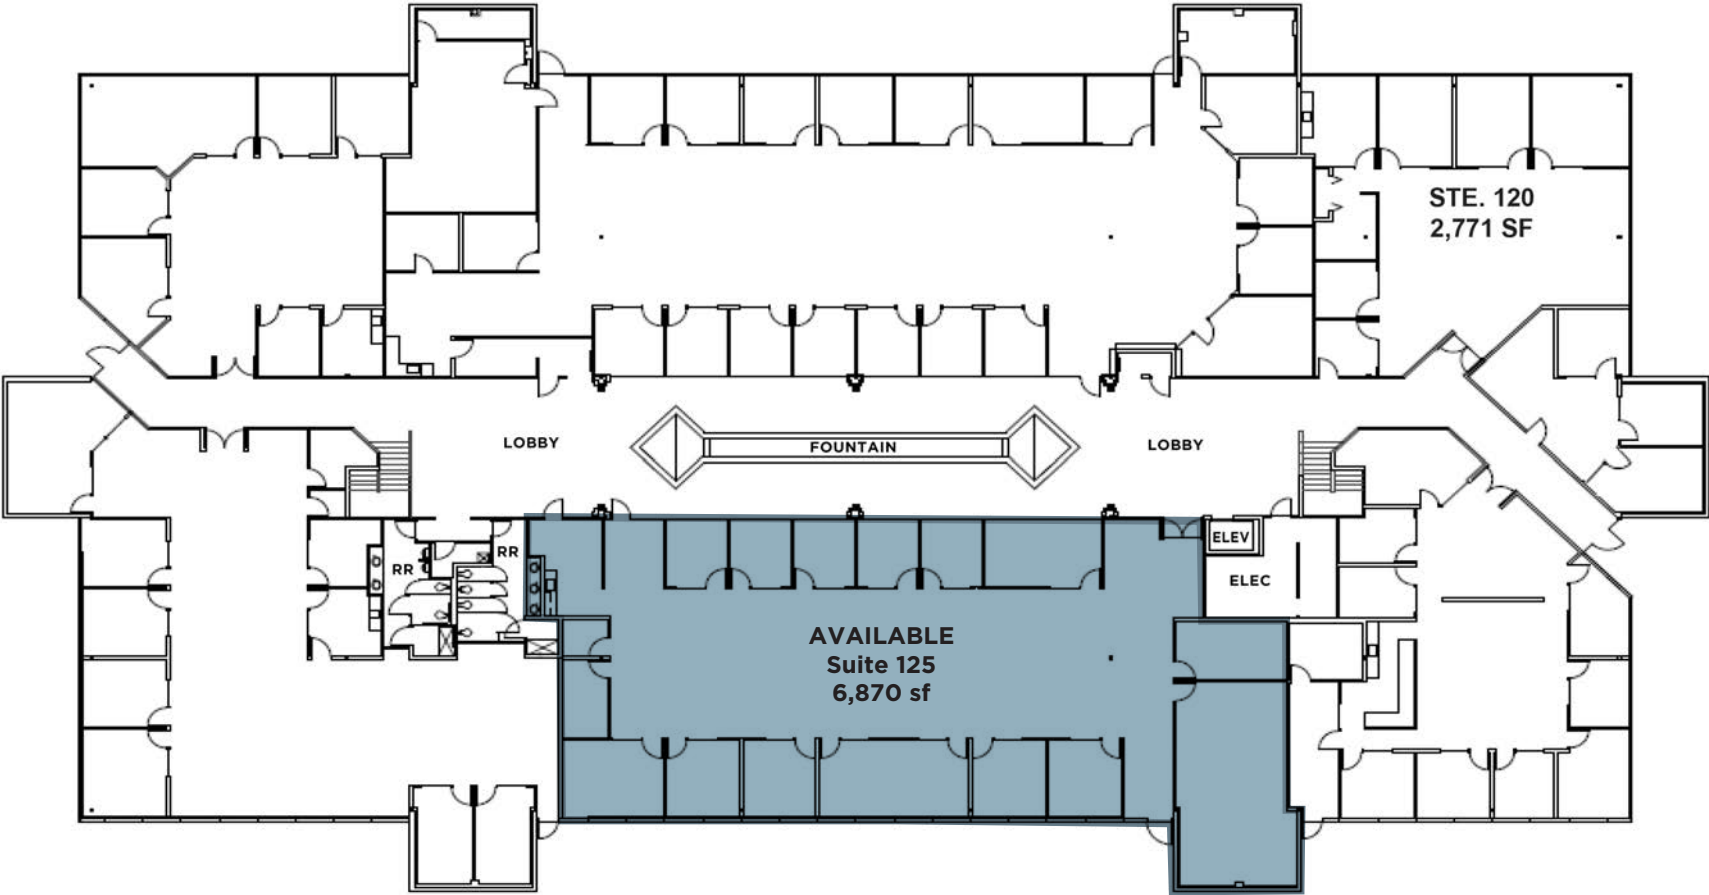 STE. 120
2,771 SF
LOBBY
FOUNTAIN
LOBBY
ELEV
RR
RR
ELEC
AVAILABLE
Suite 125
6,870 sf